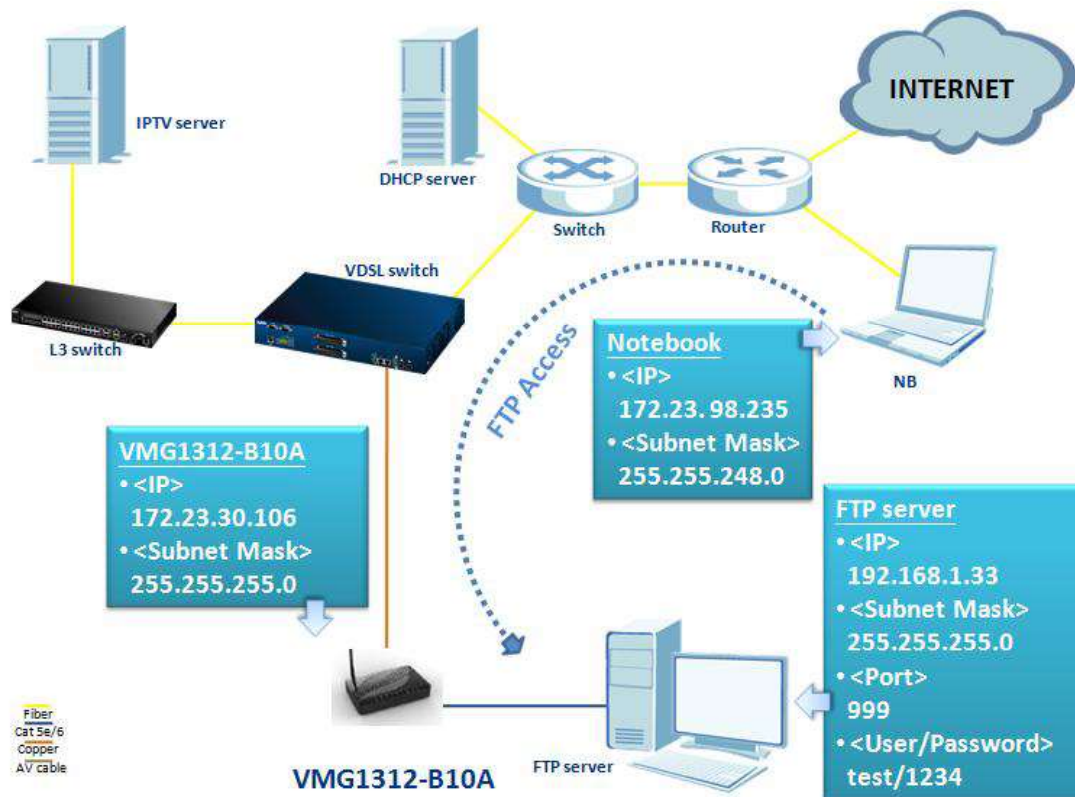 IPTV server
DHCP server
INTERNET
Switch
Router
VDSL switch
L3 switch
FTP Access
NB
Notebook
• <IP>
172.23. 98.235
• <Subnet Mask>
255.255.248.0
VMG1312-B10A
• <IP>
172.23.30.106
• <Subnet Mask>
255.255.255.0
FTP server
• <IP>
192.168.1.33
• <Subnet Mask>
255.255.255.0
• <Port>
999
• <User/Password>
test/1234
Fiber
Cat 5e/6
Copper
AV cable
VMG1312-B10A
FTP server